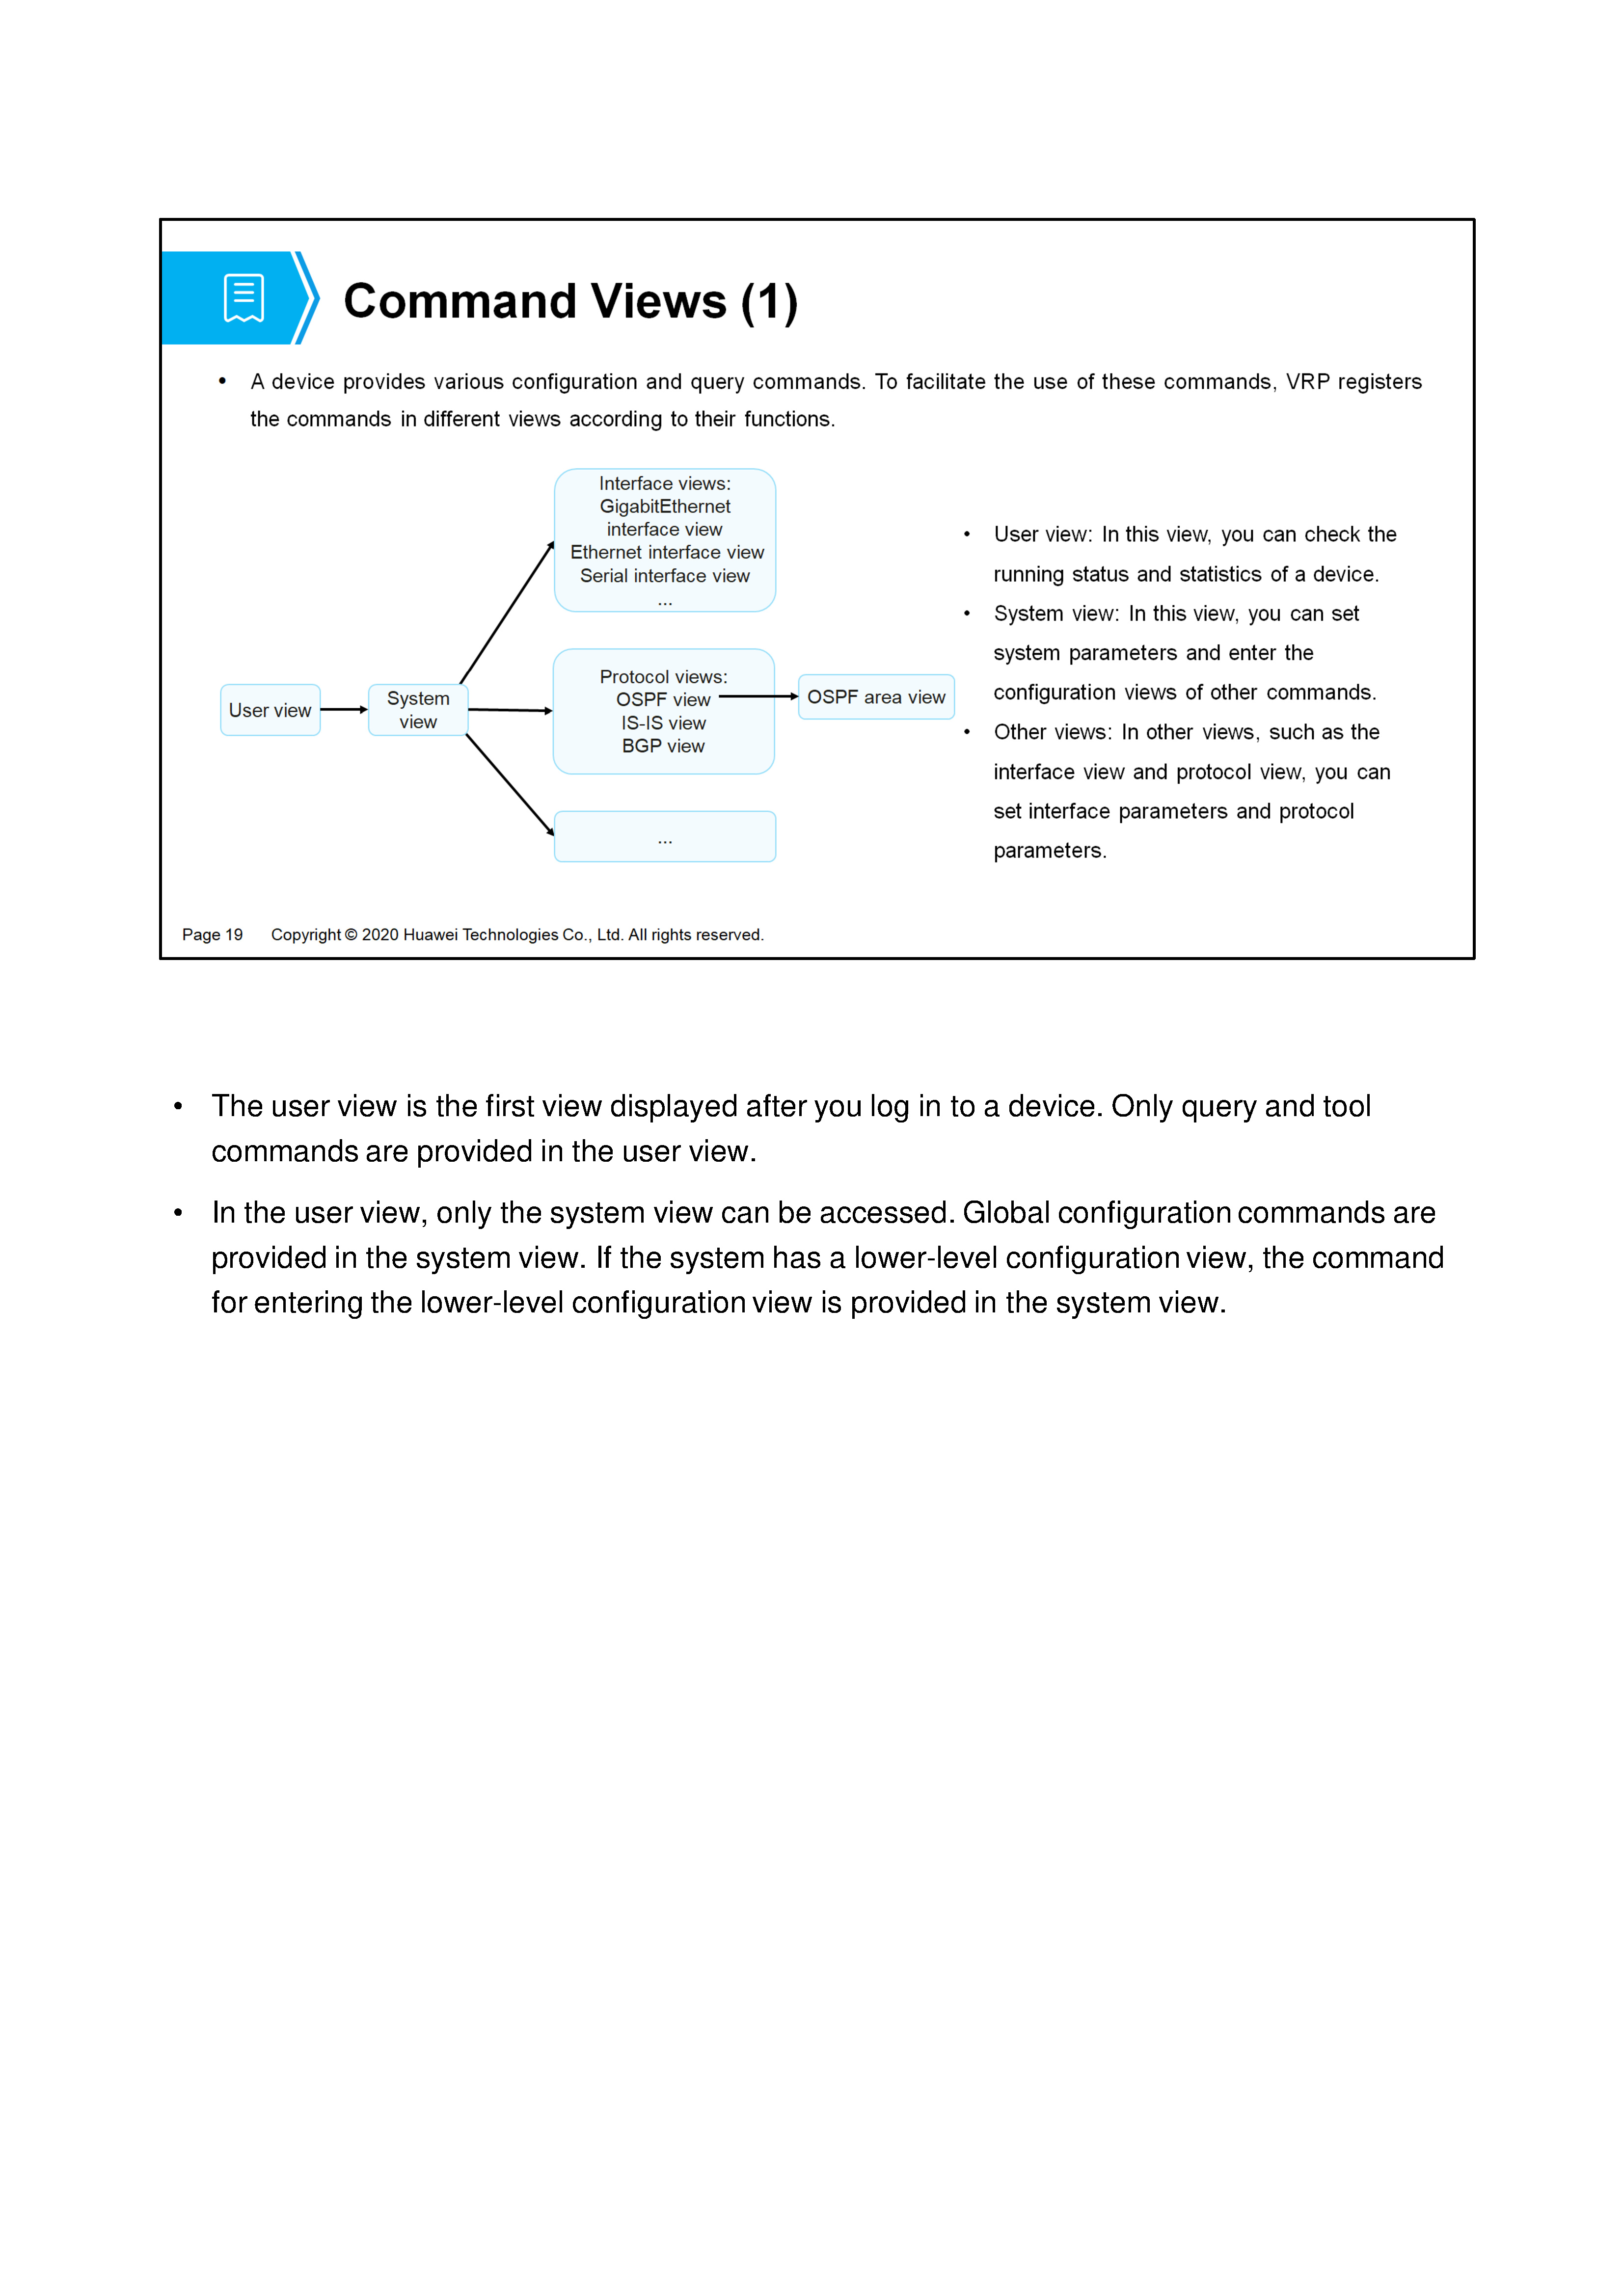 Command Views (1)
• A device provides various configuration and query commands. To facilitate the use of these commands, VRP registers
the commands in different views according to their functions.
User view
System
view
Interface views:
GigabitEthernet
interface view
Ethernet interface view
Serial interface view
...
Protocol views:
OSPF view
IS-IS view
BGP view
OSPF area view
...
• User view: In this view, you can check the
running status and statistics of a device.
• System view: In this view, you can set
system parameters and enter the
configuration views of other commands.
• Other views: In other views, such as the
interface view and protocol view, you can
set interface parameters and protocol
parameters.
Page 19 Copyright © 2020 Huawei Technologies Co., Ltd. All rights reserved.
• The user view is the first view displayed after you log in to a device. Only query and tool
commands are provided in the user view.
• In the user view, only the system view can be accessed. Global configuration commands are
provided in the system view. If the system has a lower-level configuration view, the command
for entering the lower-level configuration view is provided in the system view.